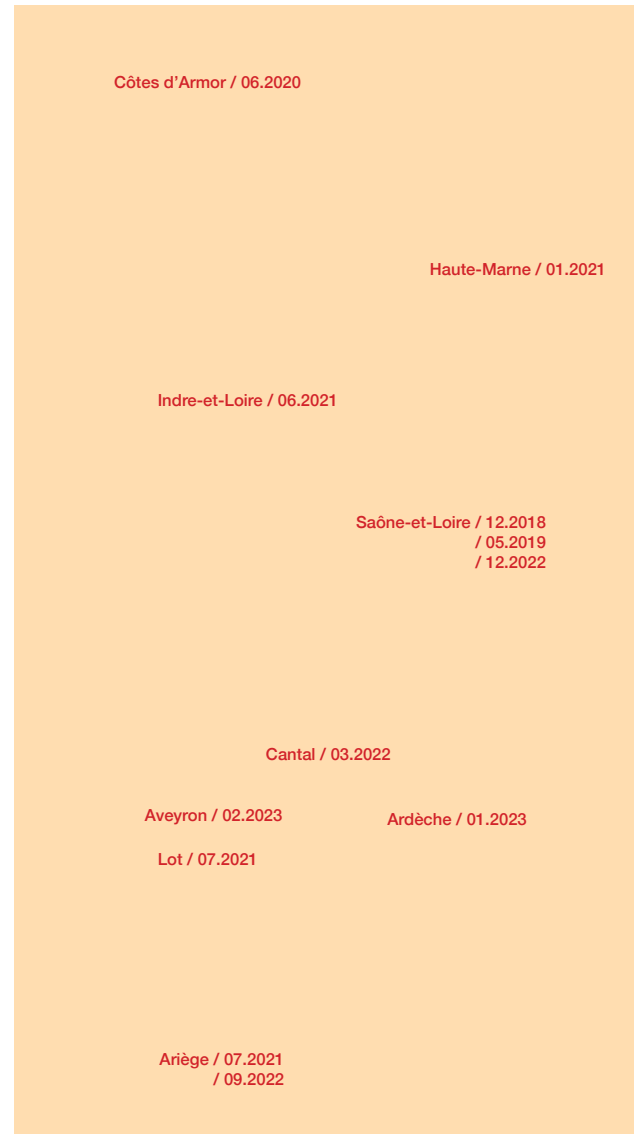 Côtes d’Armor / 06.2020
Haute-Marne / 01.2021
Indre-et-Loire / 06.2021
Saône-et-Loire / 12.2018
/ 05.2019
/ 12.2022
Cantal / 03.2022
Aveyron / 02.2023
Ardèche / 01.2023
Lot / 07.2021
Ariège / 07.2021
/ 09.2022